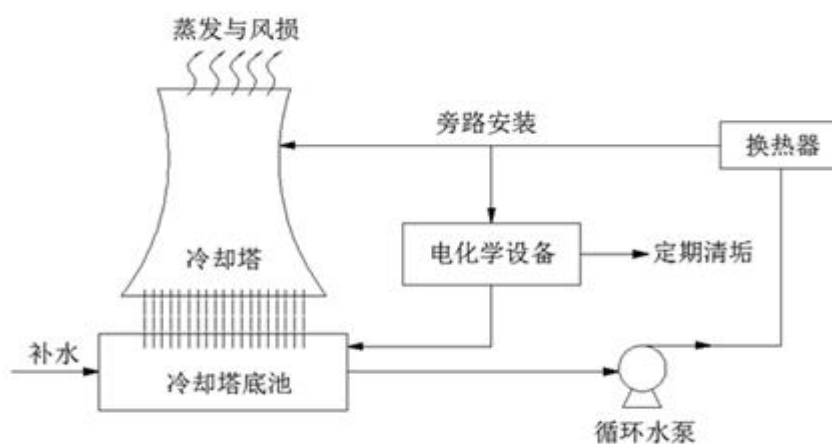 蒸发与风损
旁路安装
换热器
冷却塔
电化学设备
定期清垢
补水
冷却塔底池
循环水泵